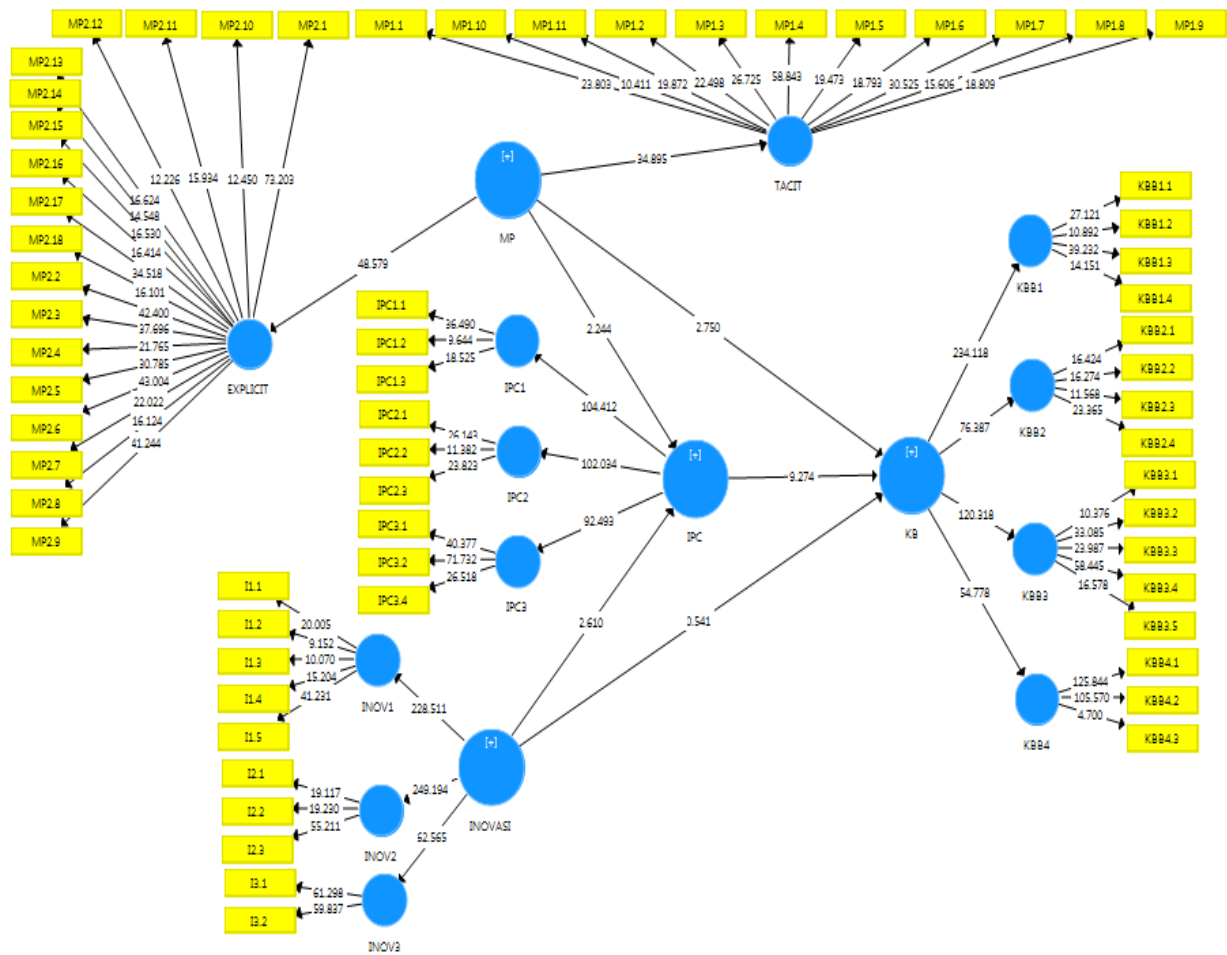 MP2.12
MP2.11
MP2.10
MP2.1
MP1.1
MP1.10
MP1.11
MP1.2
MP1.3
MP1.4
MP1.5
MP1.6
MP1.7
MP1.8
MP1.9
MP2.13
MP2.14
MP2.15
MP2.16
MP2.17
MP2.18
MP2.2
MP2.3
MP2.4
MP2.5
MP2.6
MP2.7
MP2.8
MP2.9
23.803
10.411
19.872
22.498
26.725
58.843
19.473
18.793
30.525
15.606
18.809
TACIT
34.895
[+]
MP
12.226
15.934
12.450
73.203
16.624
14.548
16.530
16.414
34.518
16.101
42.400
37.696
21.765
30.785
43.004
22.022
16.124
41.244
EXPLICIT
48.579
2.244
2.750
IPC1.1
IPC1.2
IPC1.3
36.490
9.644
18.525
IPC1
104.412
IPC2.1
IPC2.2
IPC2.3
26.143
11.382
23.823
IPC2
102.034
IPC3.1
IPC3.2
IPC3.4
40.377
71.732
26.518
IPC3
92.493
[+]
IPC
9.274
[+]
KB
234.118
76.387
120.318
54.778
KBB1
27.121
10.892
39.232
14.151
KBB1.1
KBB1.2
KBB1.3
KBB1.4
KBB2
16.424
16.274
11.568
23.365
KBB2.1
KBB2.2
KBB2.3
KBB2.4
KBB3
10.376
33.085
23.987
58.445
16.578
KBB3.1
KBB3.2
KBB3.3
KBB3.4
KBB3.5
KBB4
125.844
105.570
4.700
KBB4.1
KBB4.2
KBB4.3
2.610
0.541
I1.1
I1.2
I1.3
I1.4
I1.5
20.005
9.152
10.070
15.204
41.231
INOV1
228.511
[+]
INOVASI
I2.1
I2.2
I2.3
19.117
19.230
55.211
INOV2
249.194
I3.1
I3.2
61.298
59.837
INOV3
62.565